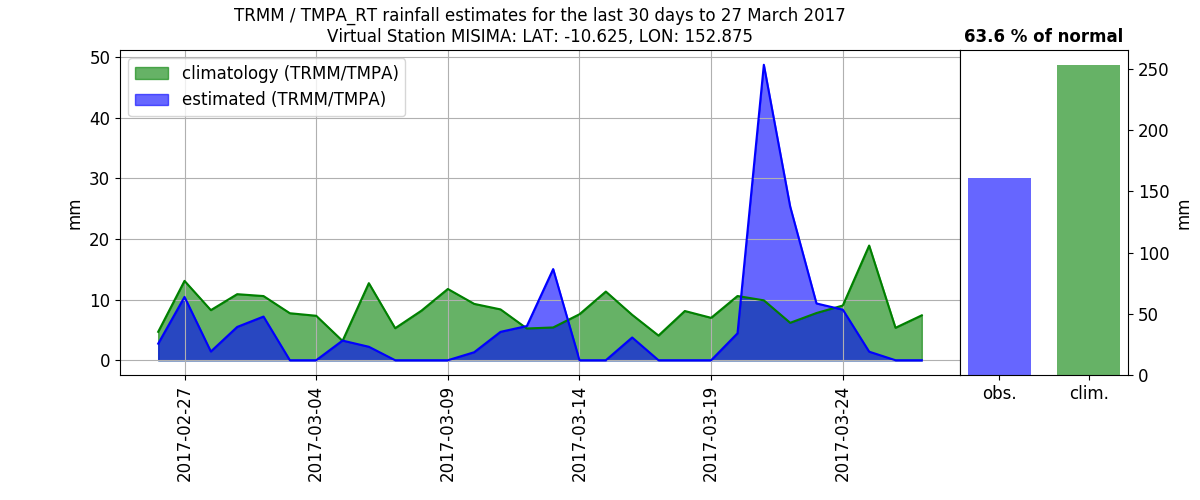 TRMM / TMPA_RT rainfall estimates for the last 30 days to 27 March 2017
Virtual Station MISIMA: LAT: -10.625, LON: 152.875
63.6 % of normal
climatology (TRMM/TMPA)
estimated (TRMM/TMPA)
50
40
30
20
10
0
mm
2017-02-27
2017-03-04
2017-03-09
2017-03-14
2017-03-19
2017-03-24
250
200
150
100
50
0
mm
obs.
clim.